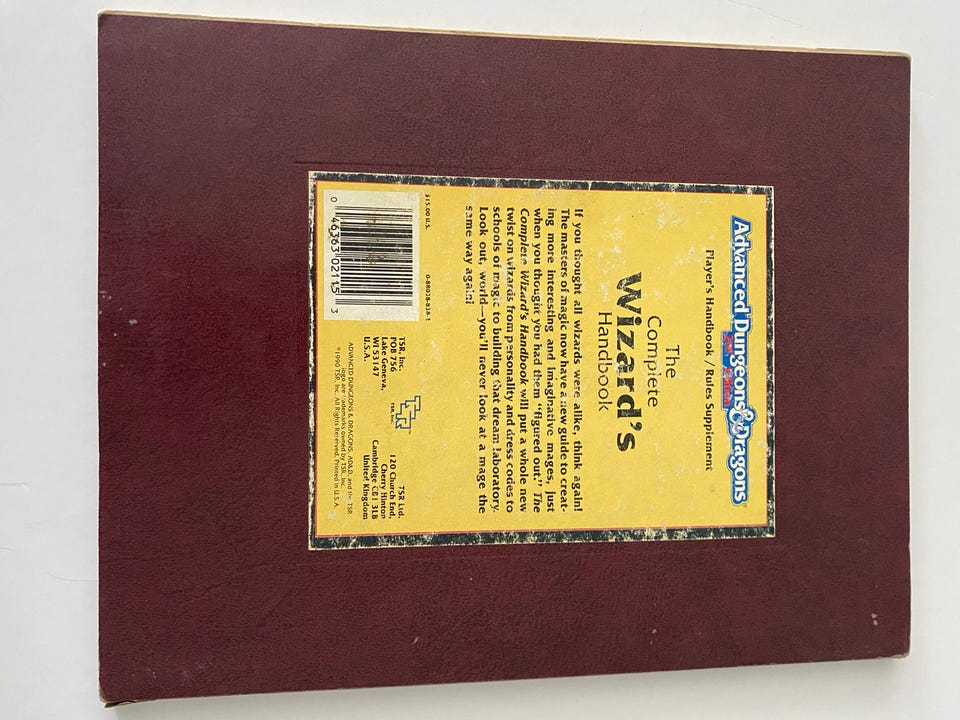 Advanced Dungeons & Dragons®
2nd Edition
Player's Handbook / Rules Supplement
The
Complete
Wizard's
Handbook
If you thought all wizards were alike, think again!
The masters of magic now have a new guide to creat-
ing more interesting and imaginative mages, just
when you thought you had them “figured out.” The
Complete Wizard's Handbook will put a whole new
twist on wizards from personality and dress codes to
schools of magic to building that dream laboratory.
Look out, world—you'll never look at a mage the
same way again!
$15.00 U.S.
0-88038-838-1
0 46363 02115 3
TSR, Inc.
POB 756
Lake Geneva,
WI 53147
U.S.A.
TSR, Inc.
TSR Ltd.
120 Church End,
Cherry Hinton
Cambridge CB1 3LB
United Kingdom
ADVANCED DUNGEONS & DRAGONS, AD&D, and the TSR
logo are trademarks owned by TSR, Inc.
©1990 TSR, Inc. All Rights Reserved. Printed in U.S.A.